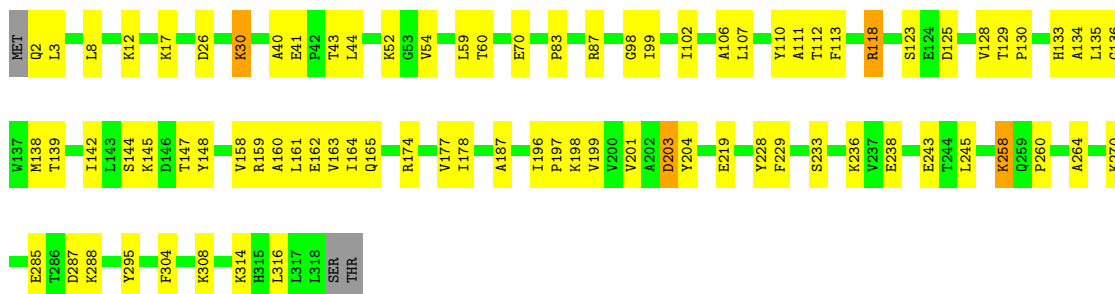 MET Q2 L3 L8 K12 K17 D26 K30 A40 E41 P42 T43 L44 K52 G53 V54 L59 T60 E70 P83 R87 G98 I99 I102 A106 L107 Y110 A111 T112 F113 R118 S123 E124 D125 V128 T129 P130 H133 A134 L135
W137 M138 T139 I142 L143 S144 K145 D146 T147 Y148 V158 R159 A160 L161 E162 V163 I164 Q165 R174 V177 I178 A187 I196 P197 K198 V199 V200 V201 A202 D203 Y204 E219 Y228 F229 S233 K236 V237 E238 E243 T244 L245 K258 Q259 P260 A264
E285 T286 D287 K288 Y295 F304 K308 K314 H315 L316 L317 L318 SER THR